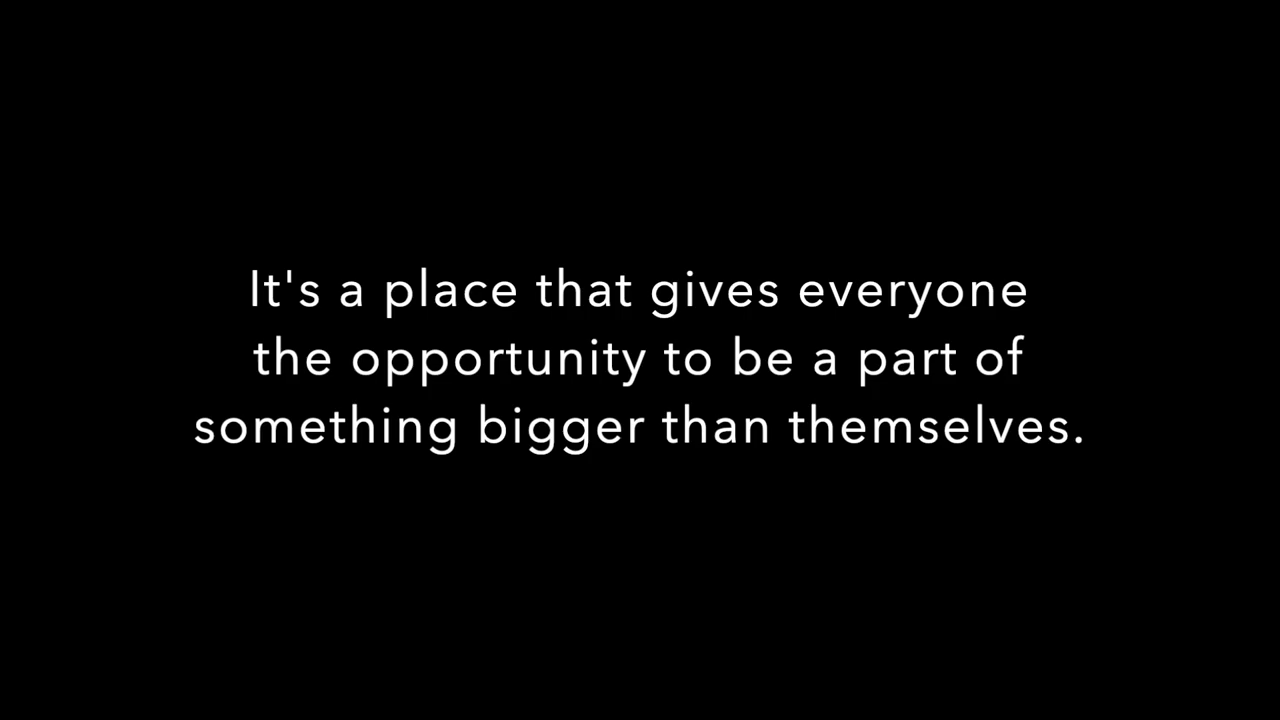 It's a place that gives everyone
the opportunity to be a part of
something bigger than themselves.